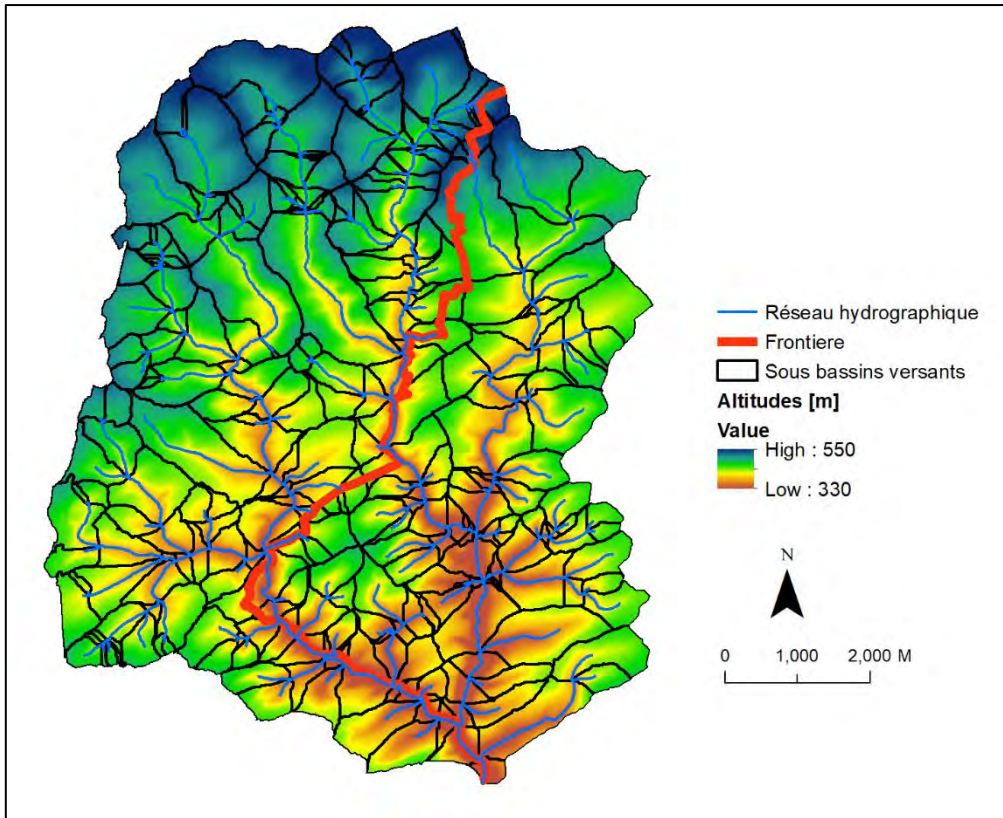 Réseau hydrographique
Frontiere
Sous bassins versants
Altitudes [m]
Value
High : 550
Low : 330
N
0 1,000 2,000 M